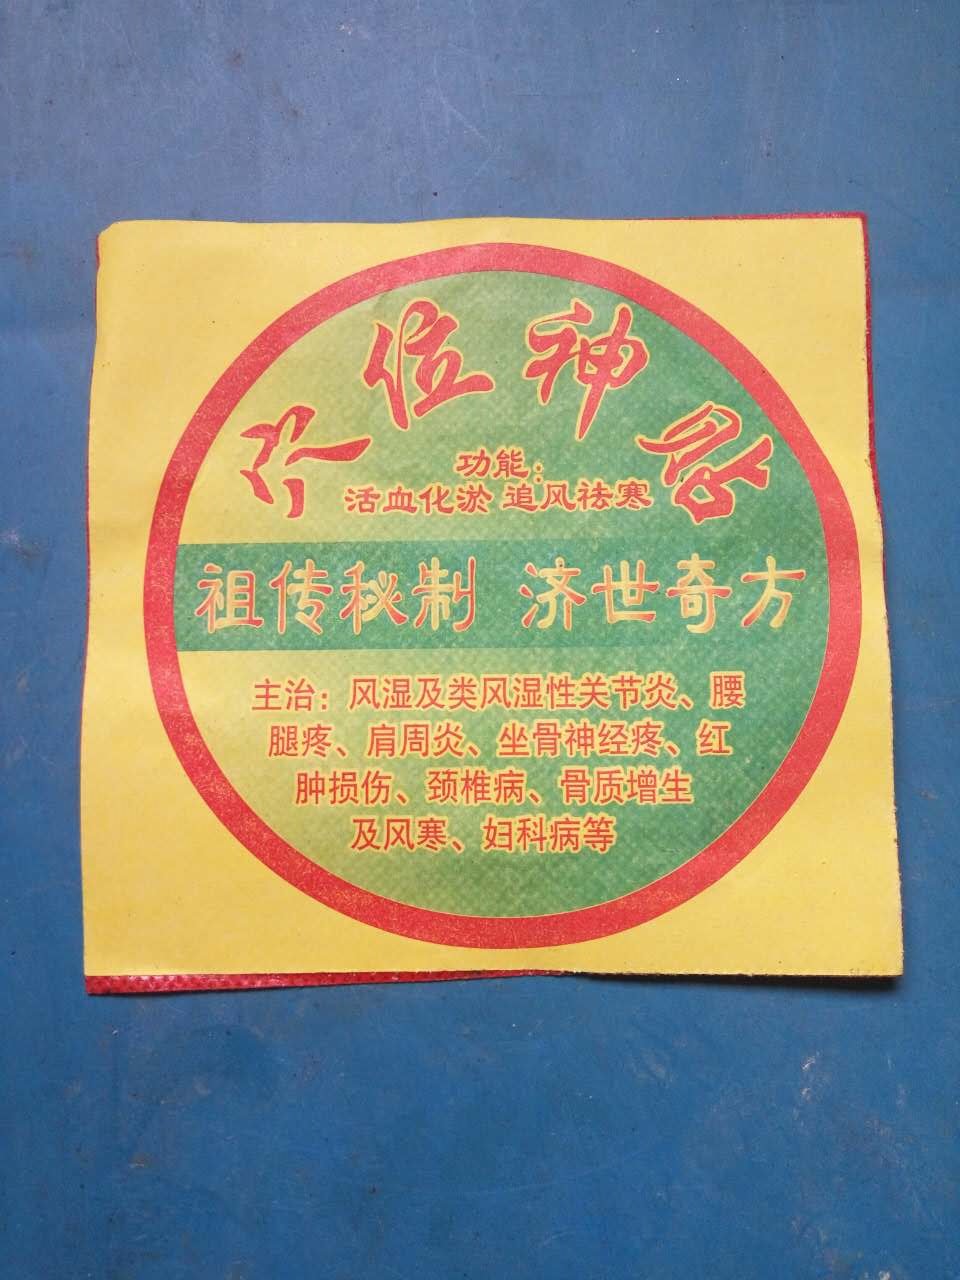 位神
功能:
活血化淤 追风祛寒
祖传秘制 济世奇方
主治:风湿及类风湿性关节炎、腰
腿疼、肩周炎、坐骨神经疼、红
肿损伤、颈椎病、骨质增生
及风寒、妇科病等